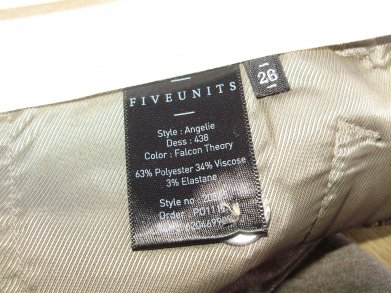 FIVEUNITS
26
Style : Angelie
Dess : 438
Color : Falcon Theory
63% Polyester 34% Viscose
3% Elastane
Style no
Order :